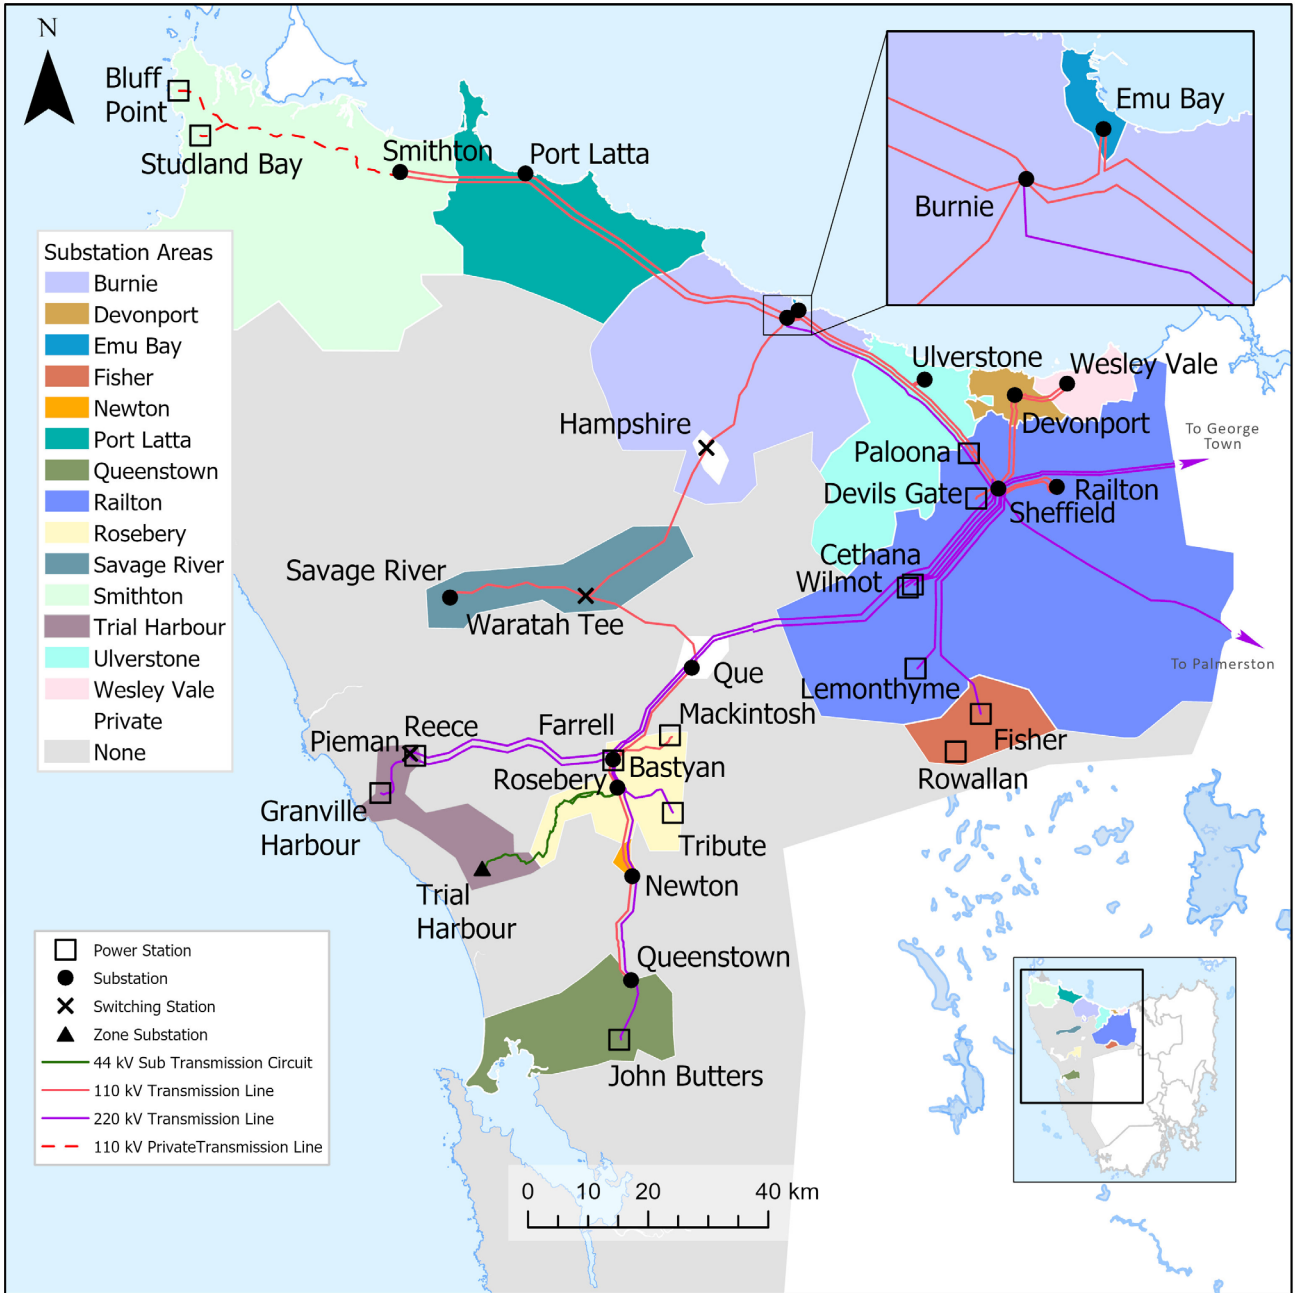 N
Bluff
Point
Studland Bay
Smithton
Port Latta
Emu Bay
Burnie
Substation Areas
Burnie
Devonport
Emu Bay
Fisher
Newton
Port Latta
Queenstown
Railton
Rosebery
Savage River
Smithton
Trial Harbour
Ulverstone
Wesley Vale
Private
None
Ulverstone
Wesley Vale
Hampshire
Devonport
To George
Town
Paloona
Devils Gate
Railton
Sheffield
Cethana
Wilmot
Savage River
Waratah Tee
To Palmerston
Que
Lemonthyme
Mackintosh
Farrell
Reece
Pieman
Fisher
Bastyan
Rosebery
Rowallan
Granville
Harbour
Tribute
Newton
Trial
Harbour
Queenstown
John Butters
Power Station
Substation
Switching Station
Zone Substation
44 kV Sub Transmission Circuit
110 kV Transmission Line
220 kV Transmission Line
110 kV PrivateTransmission Line
0 10 20 40 km